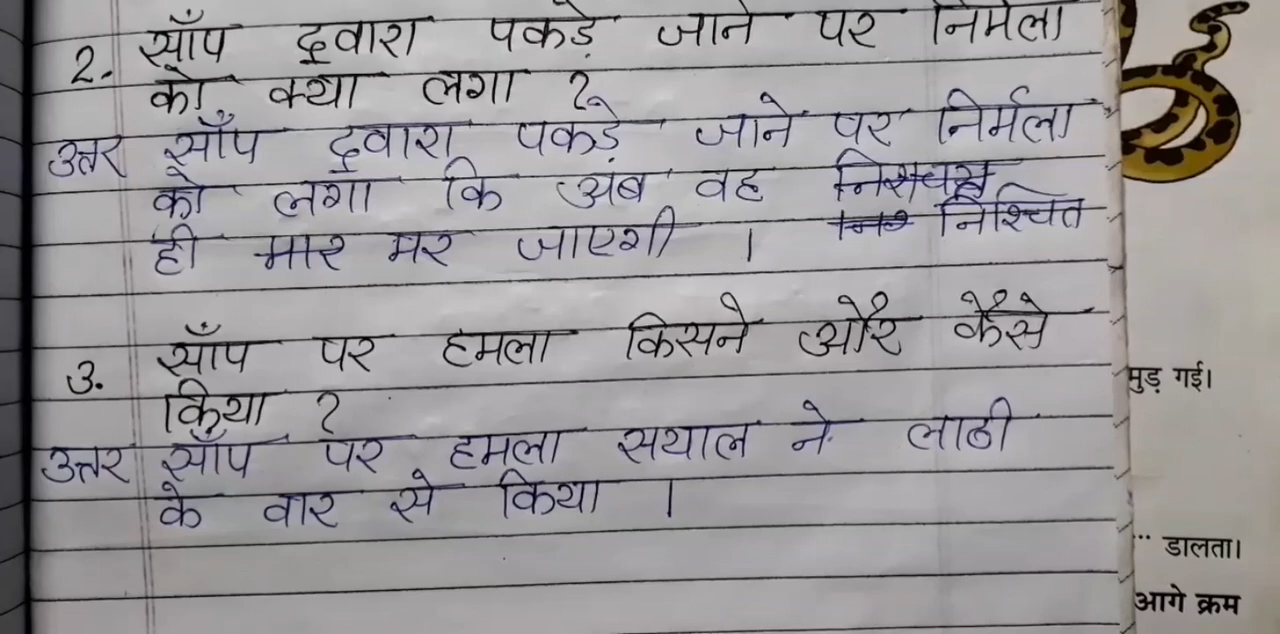 2. साँप द्वारा पकड़े जाने पर निर्मला
को क्या लगा ?
उत्तर साँप द्वारा पकड़े जाने पर निर्मला
को लगा कि अब वह
ही मार मर जाएगी । निश्चित
3. साँप पर हमला किसने और कैसे
किया ?
उत्तर साँप पर हमला सयाल ने लाठी
के वार से किया ।
मुड़ गई।
... डालता।
आगे क्रम